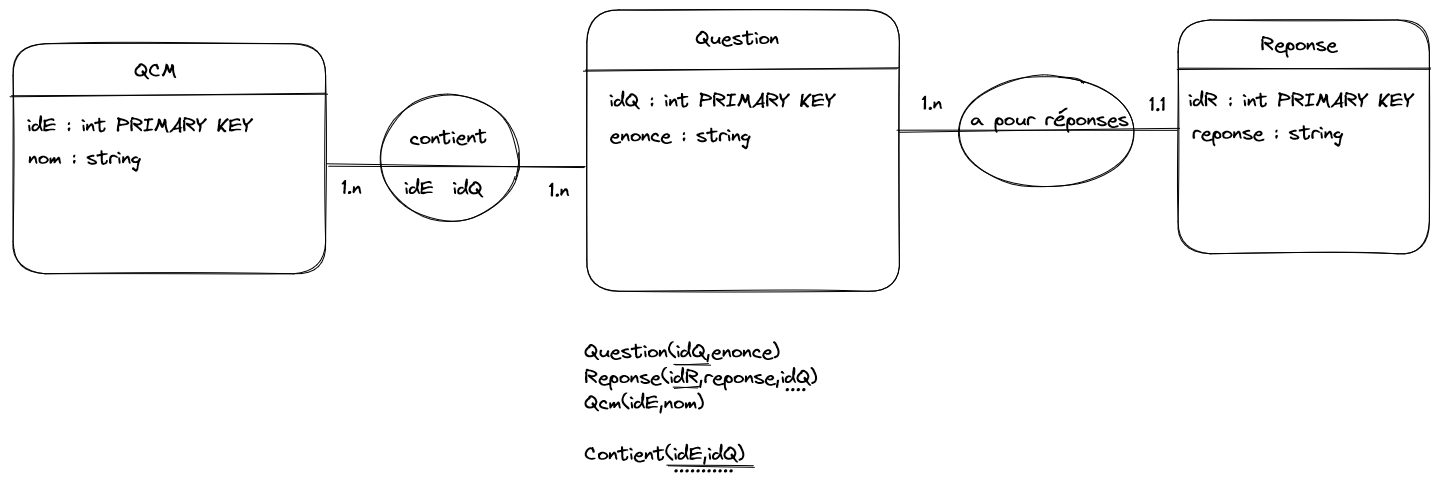 QCM
idE : int PRIMARY KEY
nom : string
1.n
contient
idE idQ
1.n
Question
idQ : int PRIMARY KEY
enonce : string
1.n
a pour réponses
1.1
Reponse
idR : int PRIMARY KEY
reponse : string
Question(idQ,enonce)
Reponse(idR,reponse,idQ)
Qcm(idE,nom)
Contient(idE,idQ)